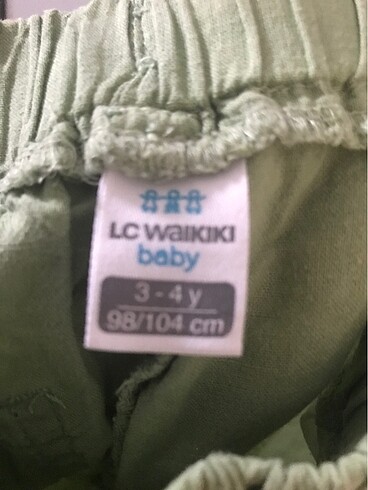 LC WAIKIKI
baby
3 - 4 y
98/104 cm